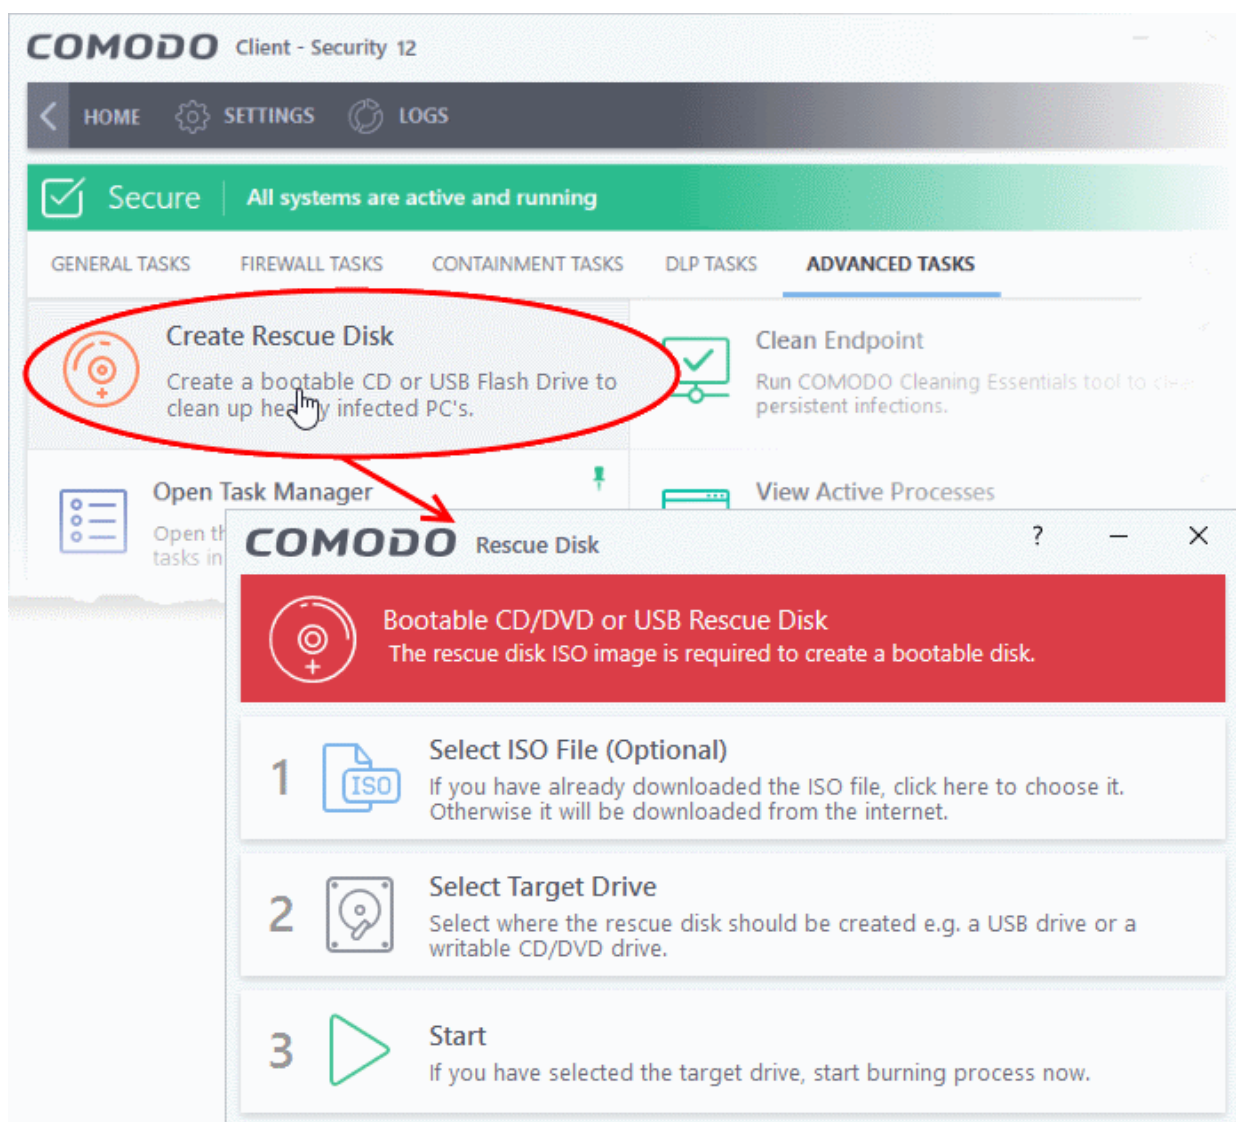 COMODO Client - Security 12
HOME SETTINGS LOGS
Secure All systems are active and running
GENERAL TASKS FIREWALL TASKS CONTAINMENT TASKS DLP TASKS ADVANCED TASKS
Create Rescue Disk
Create a bootable CD or USB Flash Drive to
clean up infected PC's.
Clean Endpoint
Run COMODO Cleaning Essentials tool to
persistent infections.
Open Task Manager
Open
tasks in
View Active Processes
COMODO Rescue Disk
?
Bootable CD/DVD or USB Rescue Disk
The rescue disk ISO image is required to create a bootable disk.
1
ISO
Select ISO File (Optional)
If you have already downloaded the ISO file, click here to choose it.
Otherwise it will be downloaded from the internet.
2
Select Target Drive
Select where the rescue disk should be created e.g. a USB drive or a
writable CD/DVD drive.
3
Start
If you have selected the target drive, start burning process now.